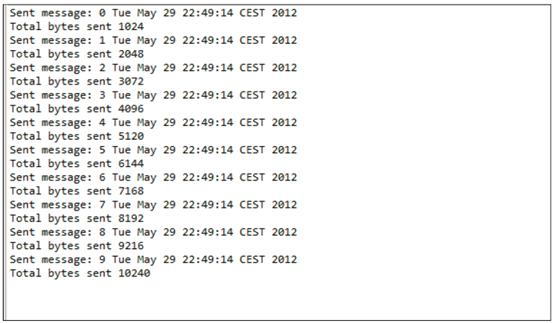 Sent message: 0 Tue May 29 22:49:14 CEST 2012
Total bytes sent 1024
Sent message: 1 Tue May 29 22:49:14 CEST 2012
Total bytes sent 2048
Sent message: 2 Tue May 29 22:49:14 CEST 2012
Total bytes sent 3072
Sent message: 3 Tue May 29 22:49:14 CEST 2012
Total bytes sent 4096
Sent message: 4 Tue May 29 22:49:14 CEST 2012
Total bytes sent 5120
Sent message: 5 Tue May 29 22:49:14 CEST 2012
Total bytes sent 6144
Sent message: 6 Tue May 29 22:49:14 CEST 2012
Total bytes sent 7168
Sent message: 7 Tue May 29 22:49:14 CEST 2012
Total bytes sent 8192
Sent message: 8 Tue May 29 22:49:14 CEST 2012
Total bytes sent 9216
Sent message: 9 Tue May 29 22:49:14 CEST 2012
Total bytes sent 10240